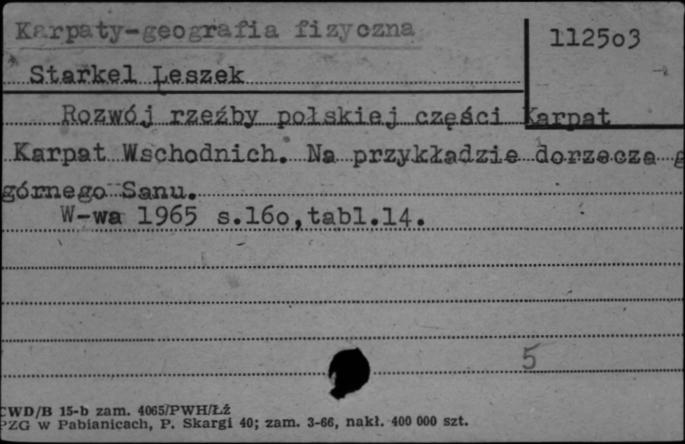 Karpaty-geografia fizyczna
1125o3
Starkel Leszek
Rozwój rzeźby polskiej części Karpat
Karpat Wschodnich. Na przykładzie dorzecza g
górnego Sanu.
W-wa 1965 s.16o,tabl.14.
5
CWD/B 15-b zam. 4065/PWH/Łż
PZG w Pabianicach, P. Skargi 40; zam. 3-66, nakł. 400 000 szt.